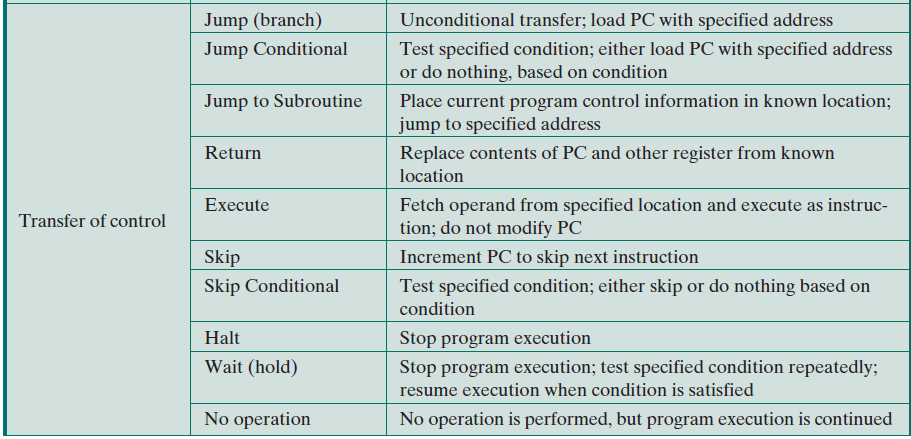 Jump (branch) Unconditional transfer; load PC with specified address
Jump Conditional Test specified condition; either load PC with specified address
or do nothing, based on condition
Jump to Subroutine Place current program control information in known location;
jump to specified address
Return Replace contents of PC and other register from known
location
Transfer of control
Execute Fetch operand from specified location and execute as instruc-
tion; do not modify PC
Skip Increment PC to skip next instruction
Skip Conditional Test specified condition; either skip or do nothing based on
condition
Halt Stop program execution
Wait (hold) Stop program execution; test specified condition repeatedly;
resume execution when condition is satisfied
No operation No operation is performed, but program execution is continued